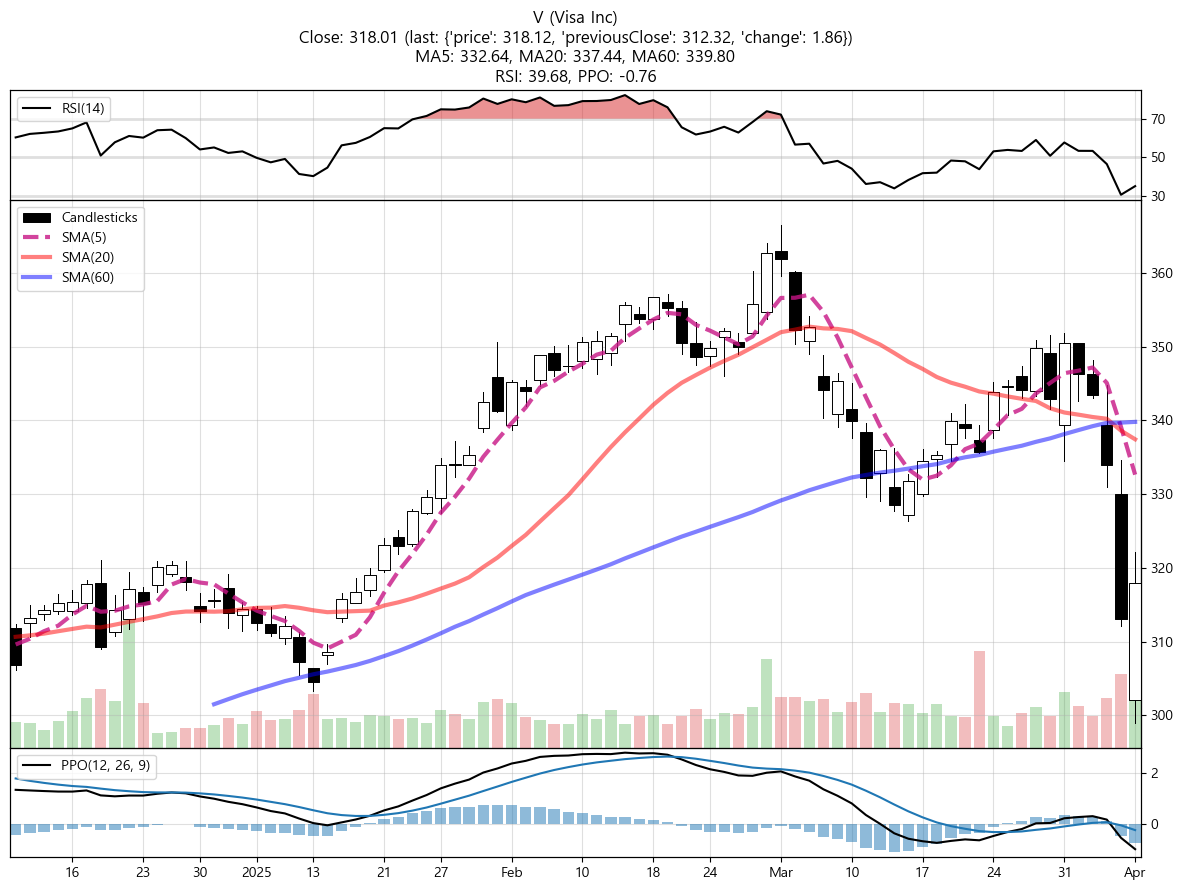 V (Visa Inc)
Close: 318.01 (last: {'price': 318.12, 'previousClose': 312.32, 'change': 1.86})
MA5: 332.64, MA20: 337.44, MA60: 339.80
RSI: 39.68, PPO: -0.76
RSI(14)
70
50
30
Candlesticks
SMA(5)
SMA(20)
SMA(60)
360
350
340
330
320
310
300
PPO(12, 26, 9)
2
0
16 23 30 2025 13 21 27 Feb 10 18 24 Mar 10 17 24 31 Apr